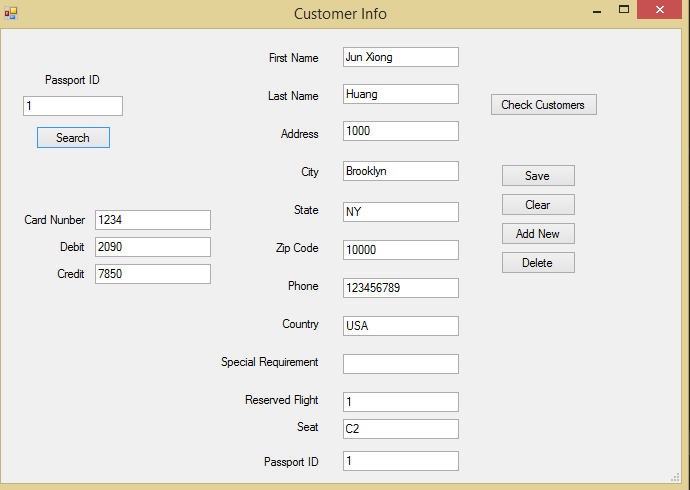 Customer Info
Passport ID
1
Search
Card Nunber 1234
Debit 2090
Credit 7850
First Name Jun Xiong
Last Name Huang
Address 1000
City Brooklyn
State NY
Zip Code 10000
Phone 123456789
Country USA
Special Requirement
Reserved Flight 1
Seat C2
Passport ID 1
Check Customers
Save
Clear
Add New
Delete